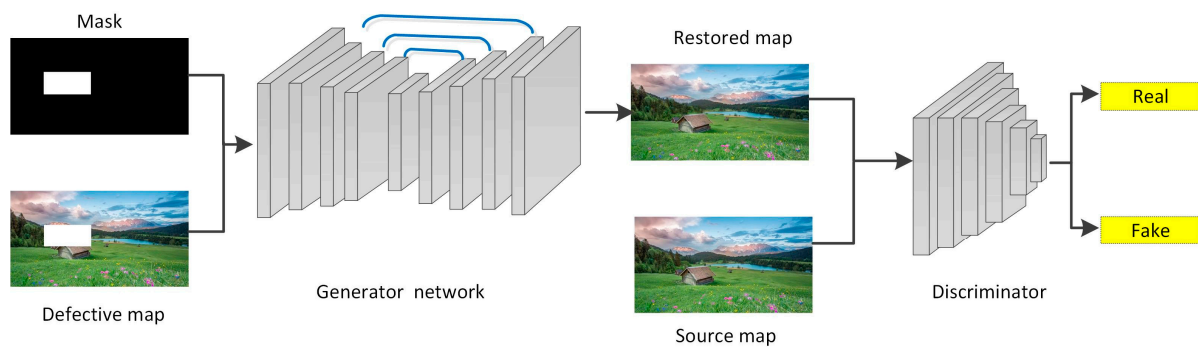 Mask
Defective map
Generator network
Restored map
Source map
Discriminator
Real
Fake